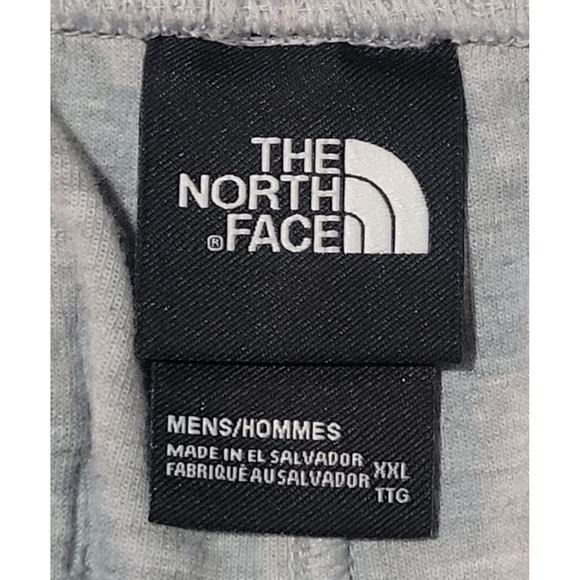 THE
NORTH
®FACE
MENS/HOMMES
MADE IN EL SALVADOR XXL
FABRIQUÉ AU SALVADOR TTG